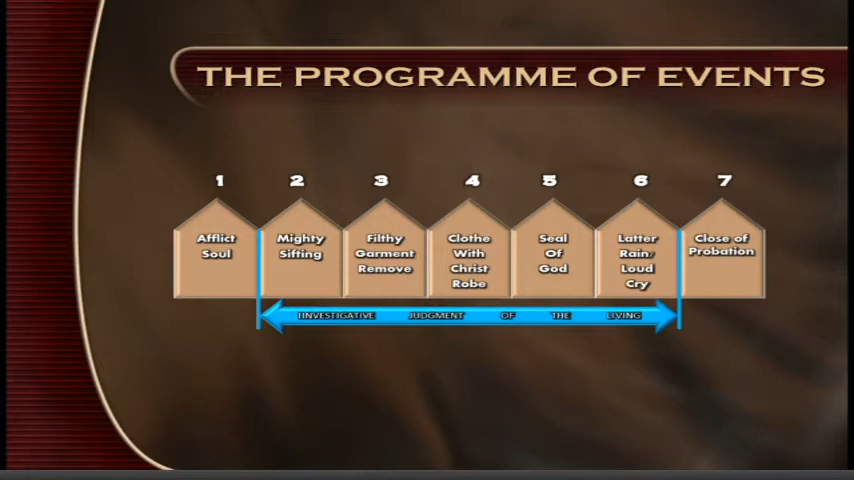 THE PROGRAMME OF EVENTS
1 2 3 4 5 6 7
Afflict
Soul
Mighty
Sifting
Filthy
Garment
Remove
Clothe
With
Christ
Robe
Seal
Of
God
Latter
Rain/
Loud
Cry
Close of
Probation
IINVESTIGATIVE JUDGMENT OF THE LIVING